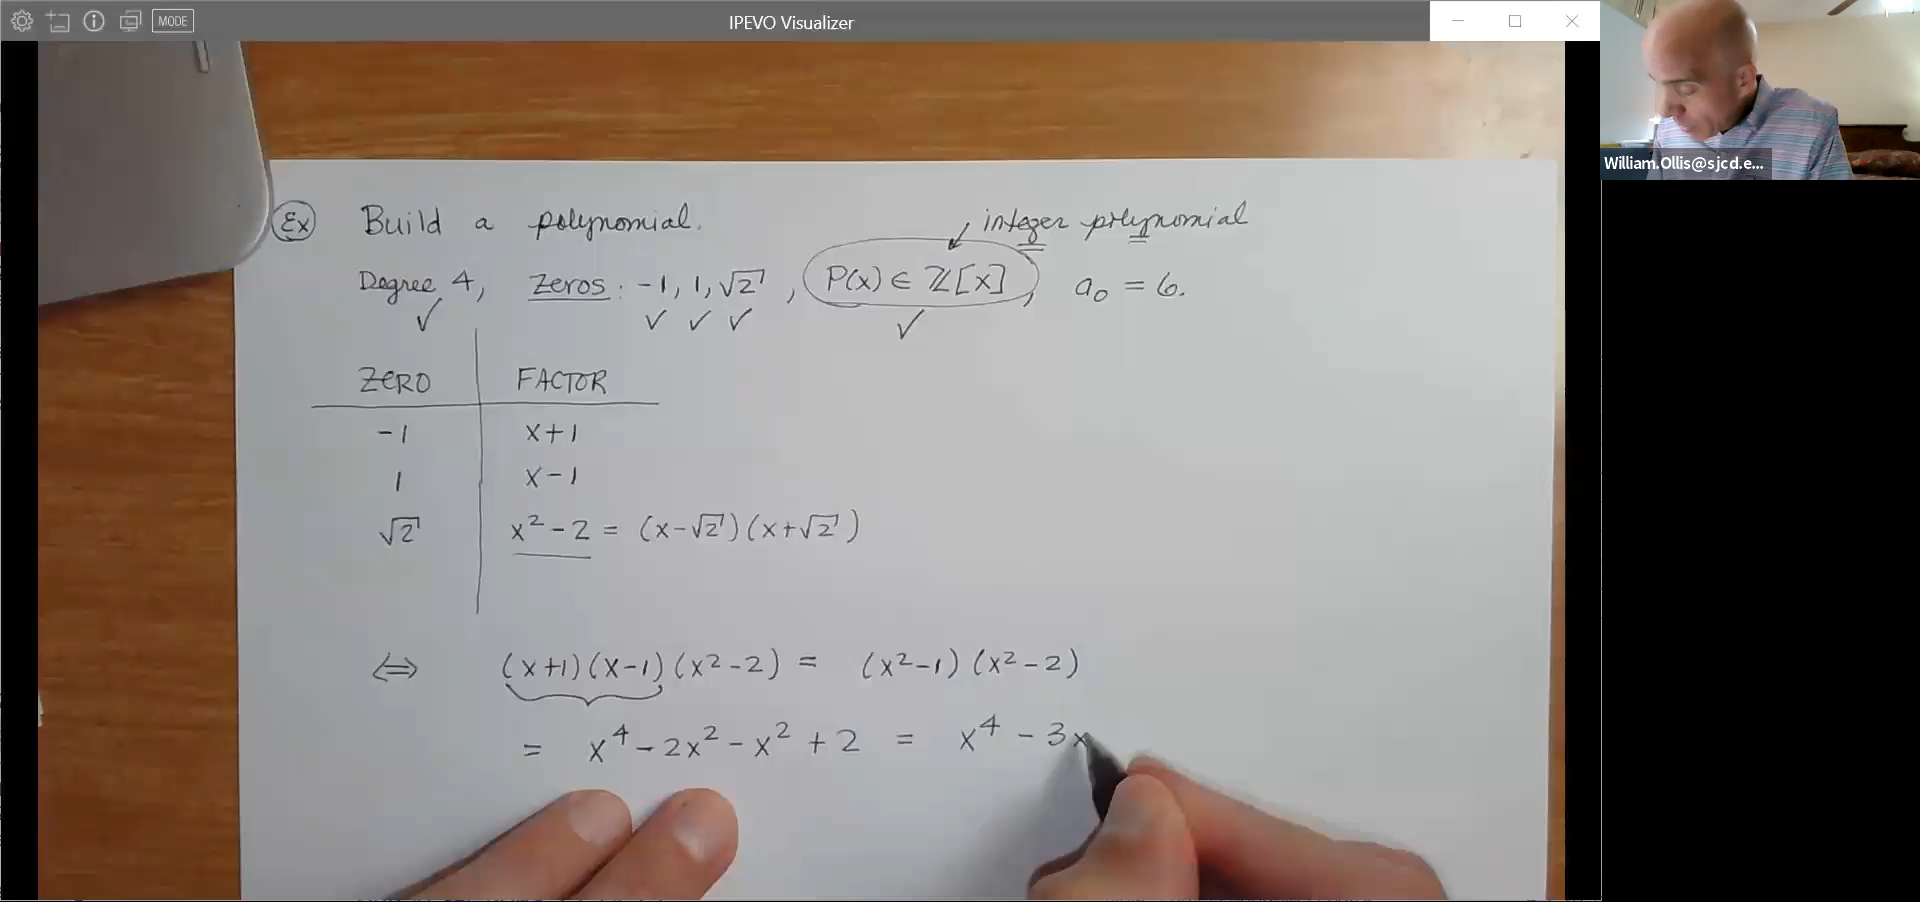 MODE
IPEVO Visualizer
William.Ollis@sjcd.e...
Ex Build a polynomial.
integer polynomial
Degree 4, Zeros: -1, 1, √2, P(x) ∈ ℤ[x], a₀ = 6.
✓ ✓ ✓ ✓ ✓
ZERO FACTOR
-1 x+1
1 x-1
√2 x²-2 = (x-√2)(x+√2)
⇔ (x+1)(x-1)(x²-2) = (x²-1)(x²-2)
= x⁴-2x²-x²+2 = x⁴-3x